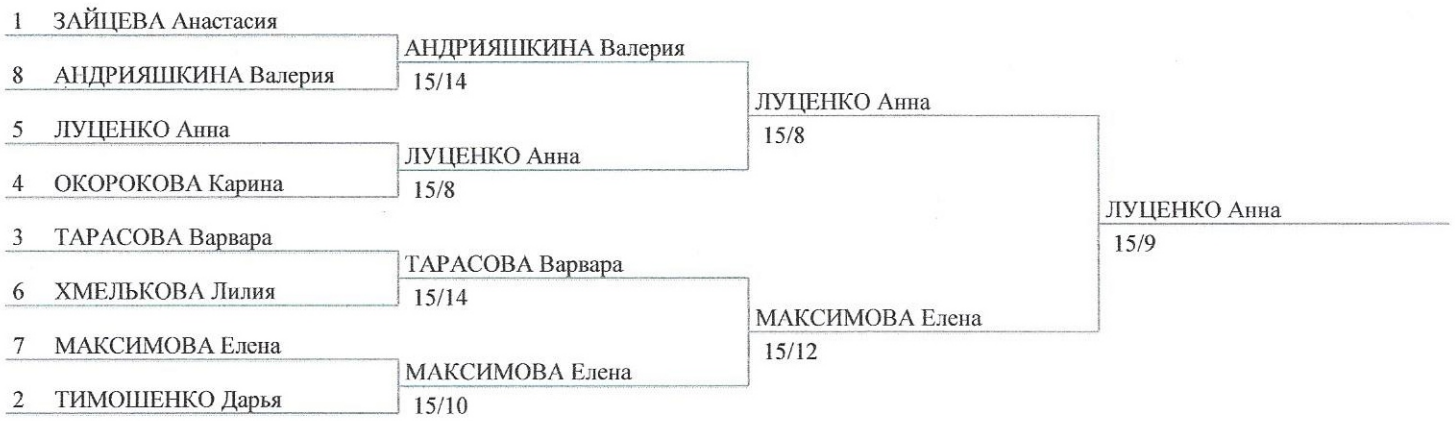 1 ЗАЙЦЕВА Анастасия
АНДРИЯШКИНА Валерия
8 АНДРИЯШКИНА Валерия
15/14
ЛУЦЕНКО Анна
5 ЛУЦЕНКО Анна
15/8
ЛУЦЕНКО Анна
4 ОКОРОКОВА Карина
15/8
ЛУЦЕНКО Анна
3 ТАРАСОВА Варвара
15/9
ТАРАСОВА Варвара
6 ХМЕЛЬКОВА Лилия
15/14
МАКСИМОВА Елена
7 МАКСИМОВА Елена
15/12
МАКСИМОВА Елена
2 ТИМОШЕНКО Дарья
15/10